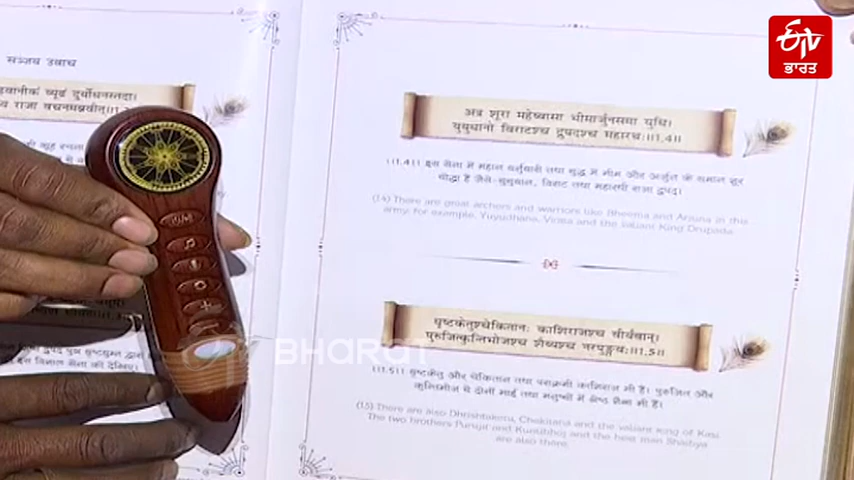 सञ्जय उवाच
राजा वचनमब्रवीत्।।1.
अत्र शूरा महेष्वासा भीमार्जुनसमा युधि।
युयुधानो विराटश्च द्रुपदश्च महारथः।।1.4।।
।।1.4।। इस सेना में महान धनुर्धारी तथा युद्ध में भीम और अर्जुन के समान शूर
योद्धा हैं जैसे-युयुधान, विराट तथा महारथी राजा द्रुपद।
(1.4) There are great archers and warriors like Bheema and Arjuna in this
army; for example, Yuyudhana, Virata and the valiant King Drupada.
धृष्टकेतुश्चेकितानः काशिराजश्च वीर्यवान्।
पुरुजित्कुन्तिभोजश्च शैब्यश्च नरपुङ्गवः।।1.5।।
।।1.5।। धृष्टकेतु और चेकितान तथा पराक्रमी काशिराज भी हैं। पुरुजित और
कुन्तिभोज ये दोनों भाई तथा मनुष्यों में श्रेष्ठ शैब्य भी हैं।
(1.5) There are also Dhrishtaketu, Chekitana and the valiant King of Kasi.
The two brothers Purujit and Kuntibhoj and the best man Shaibya
are also there.
ETV
ਭਾਰਤ
BHARAT